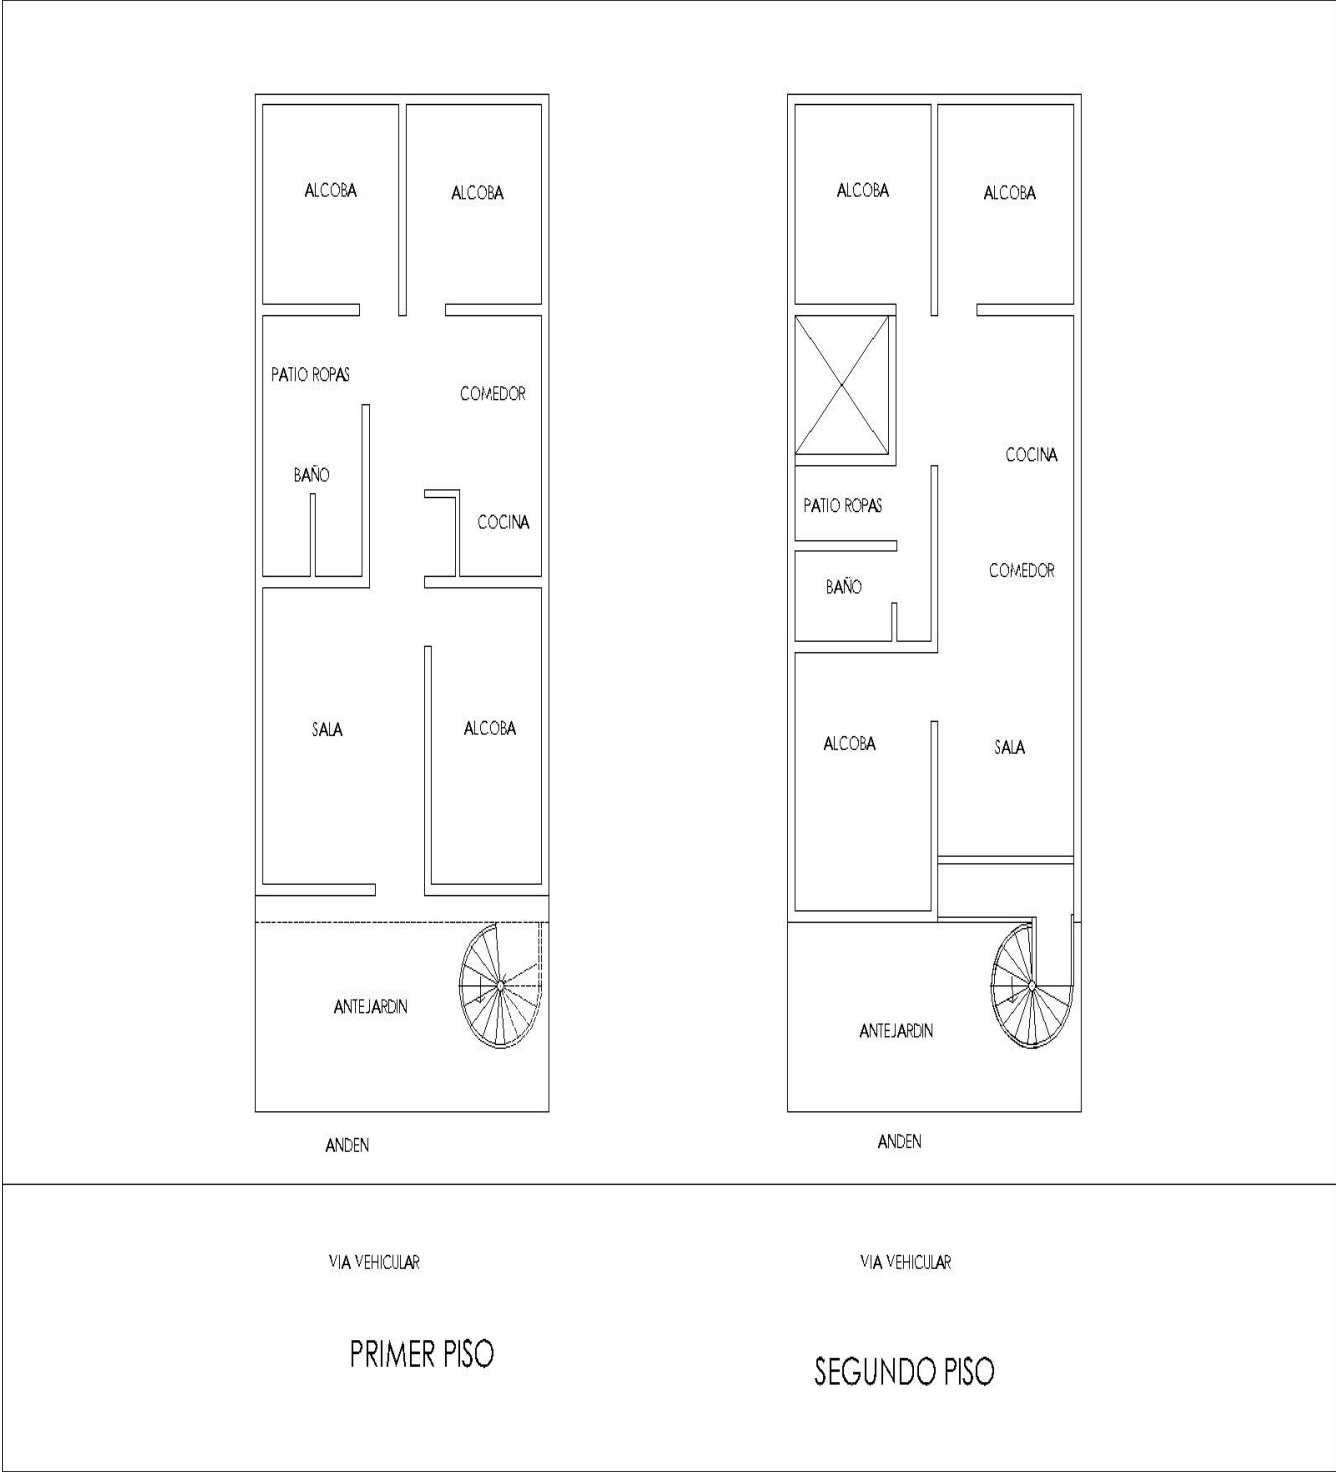 ALCOBA
ALCOBA
PATIO ROPAS
COMEDOR
BAÑO
COCINA
SALA
ALCOBA
ANTEJARDIN
ANDEN
VIA VEHICULAR
PRIMER PISO
ALCOBA
ALCOBA
COCINA
PATIO ROPAS
COMEDOR
BAÑO
ALCOBA
SALA
ANTEJARDIN
ANDEN
VIA VEHICULAR
SEGUNDO PISO